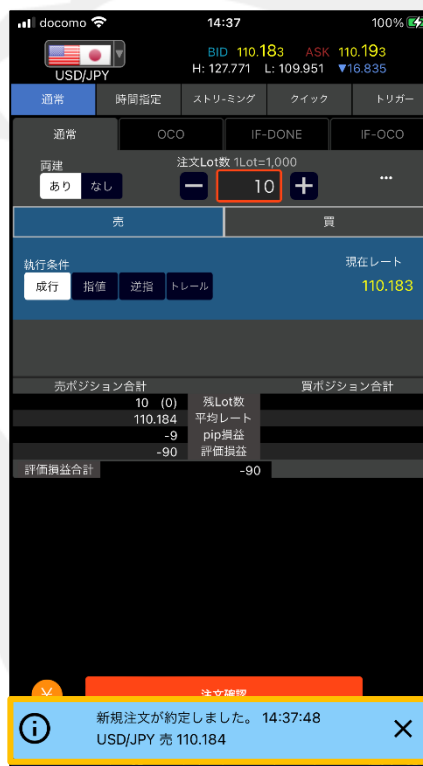 docomo 14:37 100%
BID 110.183 ASK 110.193
USD/JPY H: 127.771 L: 109.951 ▼16.835
通常 時間指定 ストリーミング クイック トリガー
通常 OCO IF-DONE IF-OCO
両建 注文Lot数 1Lot=1,000
あり なし − 10 + ...
売 買
執行条件 現在レート
成行 指値 逆指 トレール 110.183
売ポジション合計 買ポジション合計
10 (0) 残Lot数
110.184 平均レート
-9 pip損益
-90 評価損益
評価損益合計 -90
¥ 注文確認
新規注文が約定しました。 14:37:48
USD/JPY 売 110.184